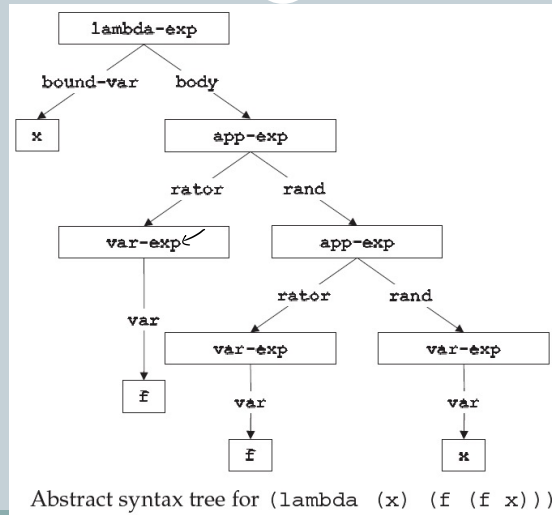 lambda-exp
bound-var body
x
app-exp
rator rand
var-exp app-exp
rator rand
var
var-exp var-exp
f
var var
f x
Abstract syntax tree for (lambda (x) (f (f x)))